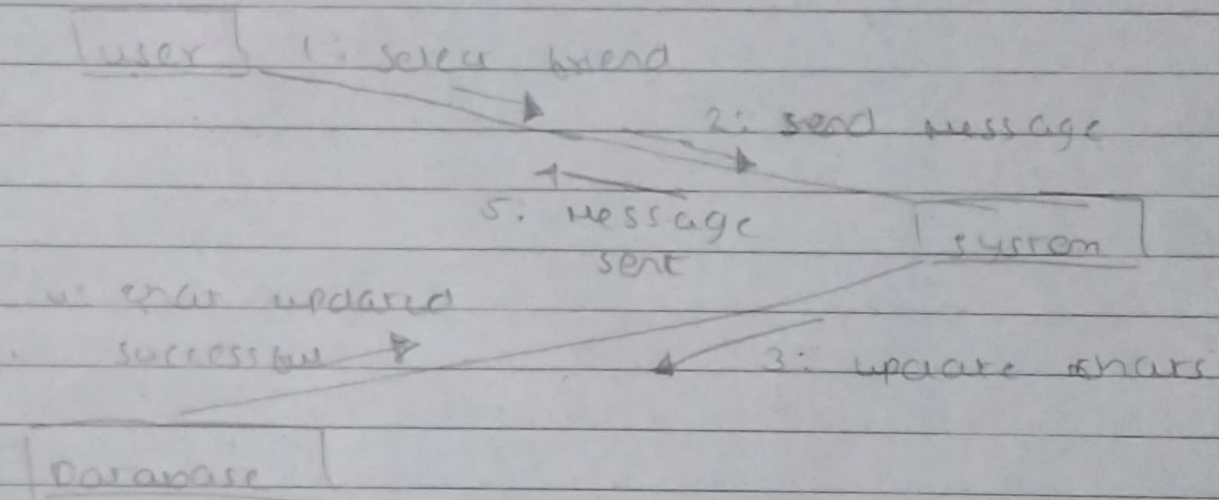 user 1: select friend
2: send message
5: Message
sent
system
4: chat updated
successful
3: update chats
Database